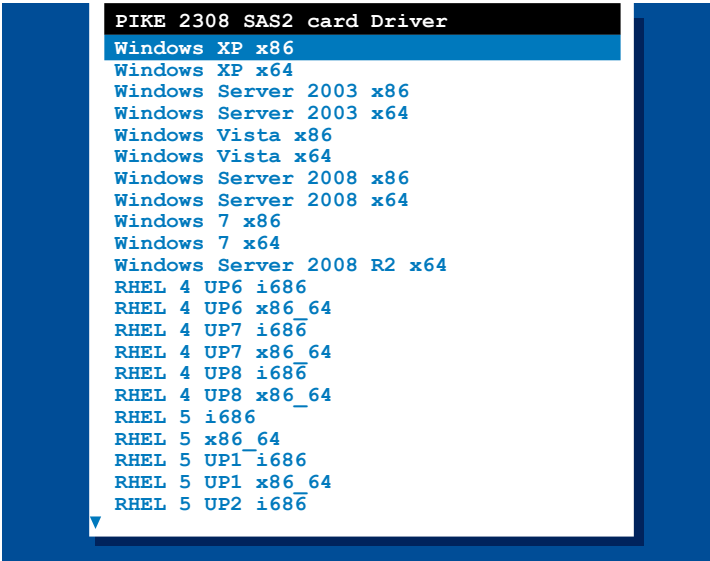 PIKE 2308 SAS2 card Driver
Windows XP x86
Windows XP x64
Windows Server 2003 x86
Windows Server 2003 x64
Windows Vista x86
Windows Vista x64
Windows Server 2008 x86
Windows Server 2008 x64
Windows 7 x86
Windows 7 x64
Windows Server 2008 R2 x64
RHEL 4 UP6 i686
RHEL 4 UP6 x86_64
RHEL 4 UP7 i686
RHEL 4 UP7 x86_64
RHEL 4 UP8 i686
RHEL 4 UP8 x86_64
RHEL 5 i686
RHEL 5 x86_64
RHEL 5 UP1 i686
RHEL 5 UP1 x86_64
RHEL 5 UP2 i686